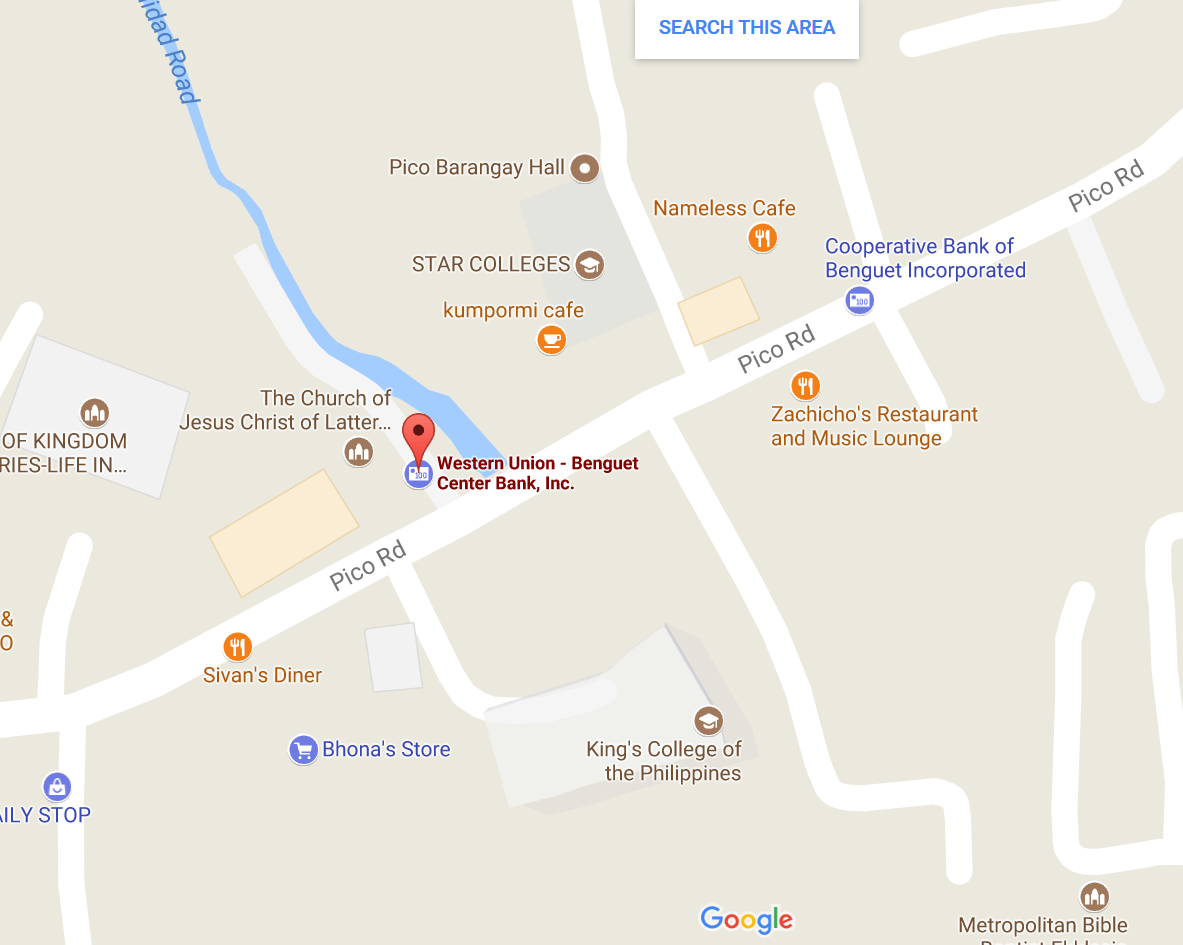 SEARCH THIS AREA
idad Road
Pico Barangay Hall
Pico Rd
Nameless Cafe
Cooperative Bank of
Benguet Incorporated
STAR COLLEGES
kumpormi cafe
Pico Rd
The Church of
Jesus Christ of Latter...
Zachicho's Restaurant
and Music Lounge
OF KINGDOM
RIES-LIFE IN...
100
100
Western Union - Benguet
Center Bank, Inc.
Pico Rd
&
O
Sivan's Diner
Bhona's Store
King's College of
the Philippines
AILY STOP
Google
Metropolitan Bible